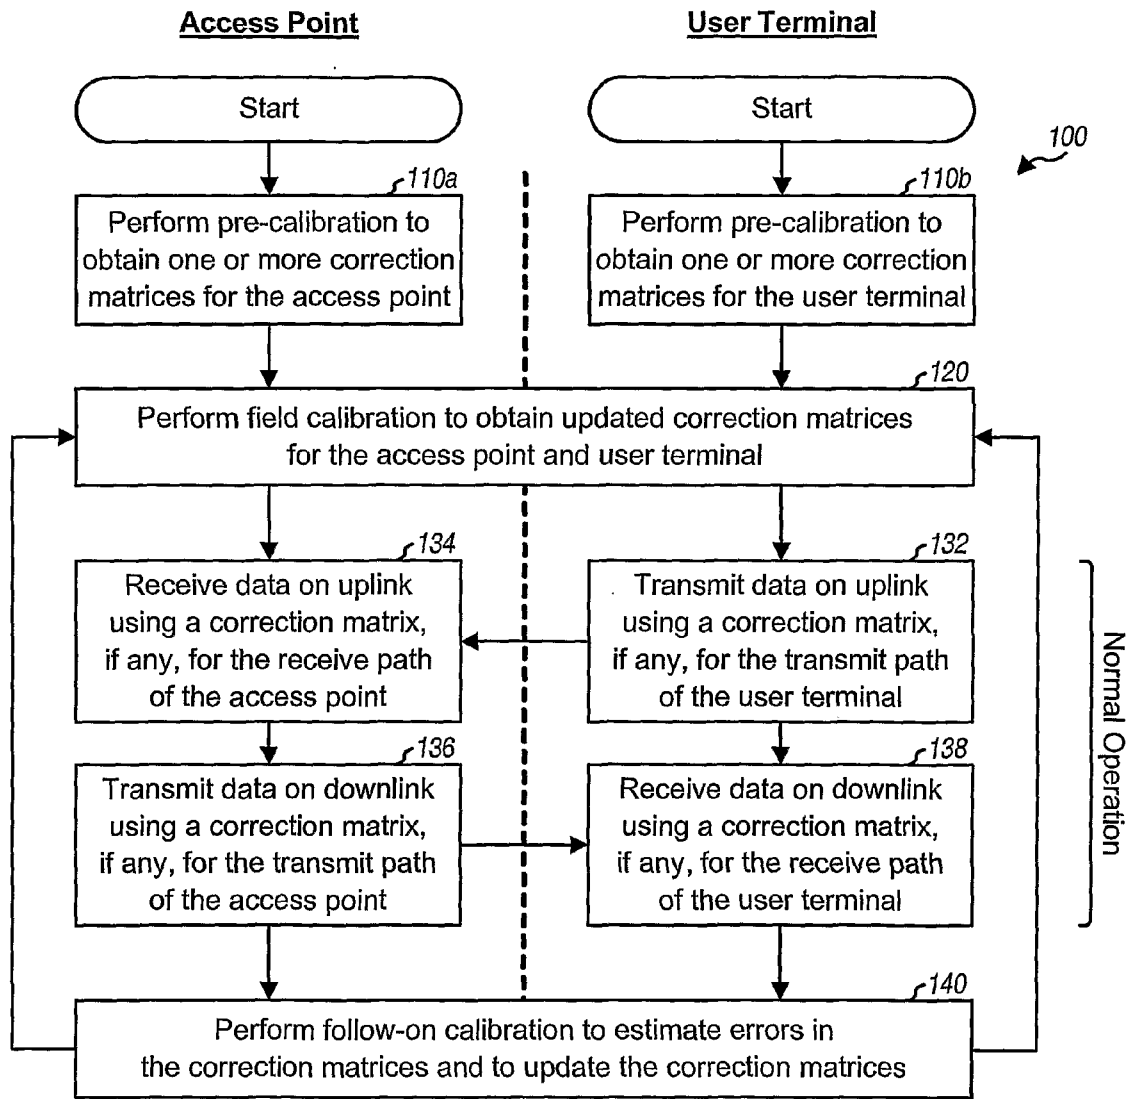 Access Point
User Terminal
Start
Start
100
110a
110b
Perform pre-calibration to
obtain one or more correction
matrices for the access point
Perform pre-calibration to
obtain one or more correction
matrices for the user terminal
120
Perform field calibration to obtain updated correction matrices
for the access point and user terminal
134
132
Receive data on uplink
using a correction matrix,
if any, for the receive path
of the access point
Transmit data on uplink
using a correction matrix,
if any, for the transmit path
of the user terminal
Normal Operation
136
138
Transmit data on downlink
using a correction matrix,
if any, for the transmit path
of the access point
Receive data on downlink
using a correction matrix,
if any, for the receive path
of the user terminal
140
Perform follow-on calibration to estimate errors in
the correction matrices and to update the correction matrices